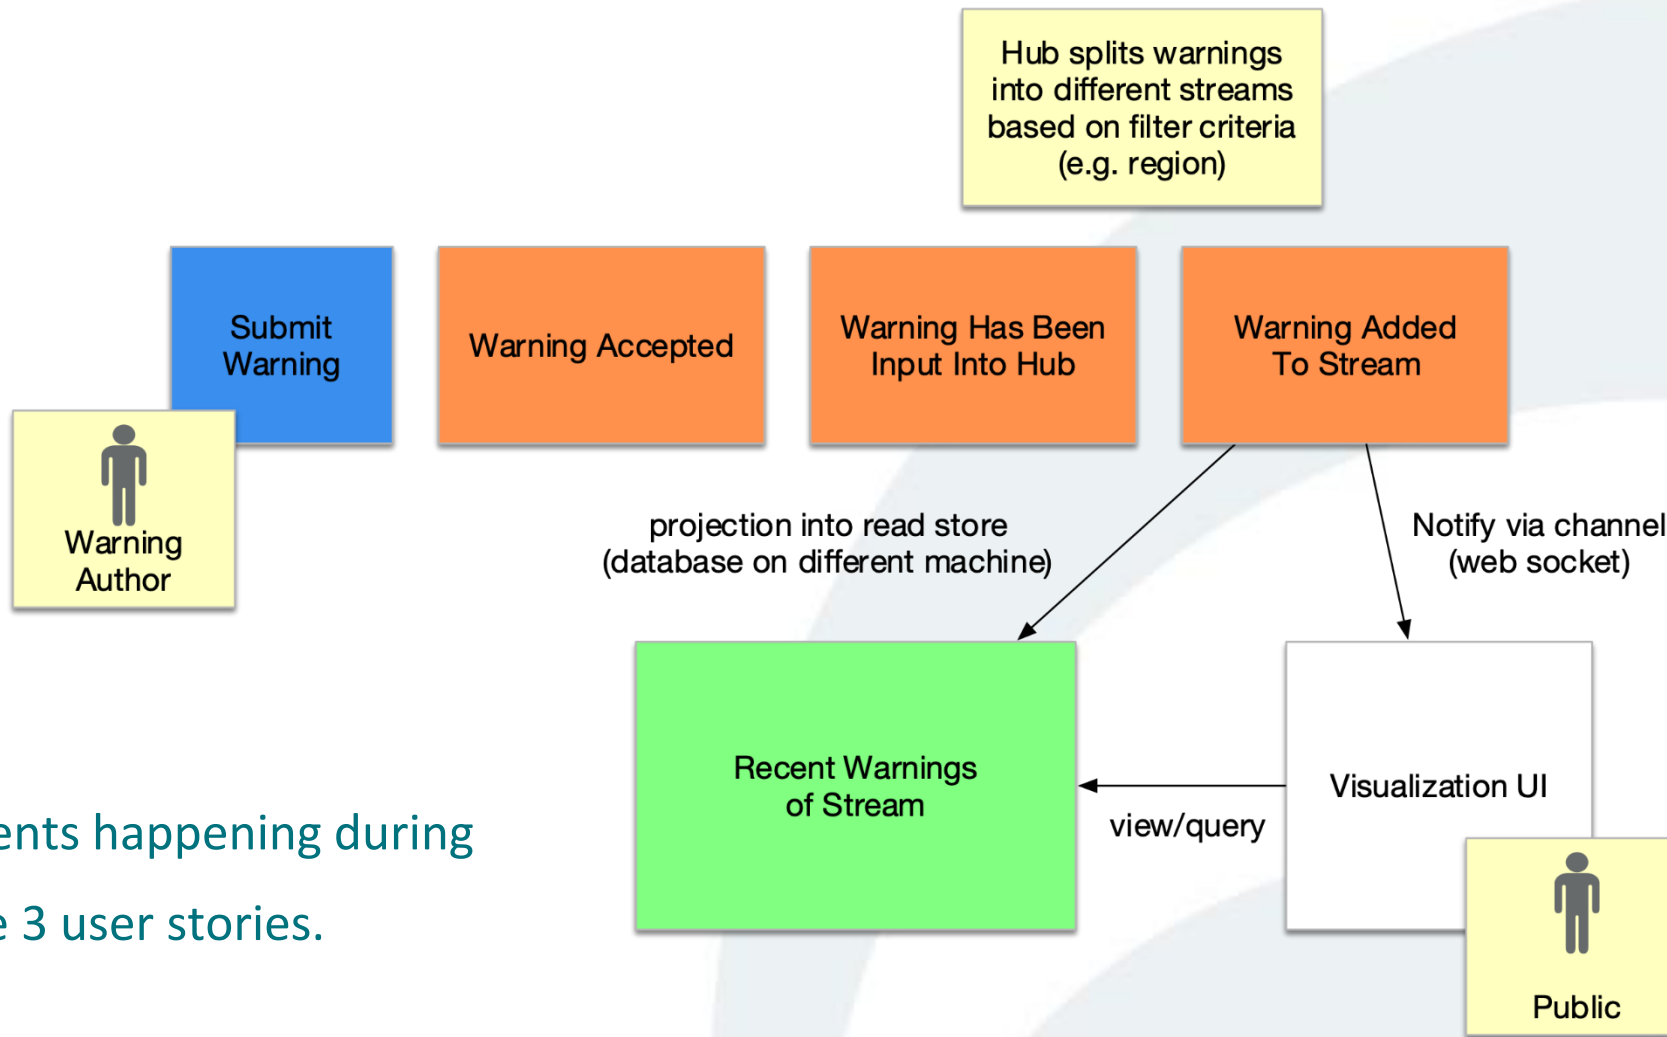 Hub splits warnings
into different streams
based on filter criteria
(e.g. region)
Submit
Warning
Warning Accepted
Warning Has Been
Input Into Hub
Warning Added
To Stream
Warning
Author
projection into read store
(database on different machine)
Notify via channel
(web socket)
Recent Warnings
of Stream
view/query
Visualization UI
Public
happening during
3 user stories.